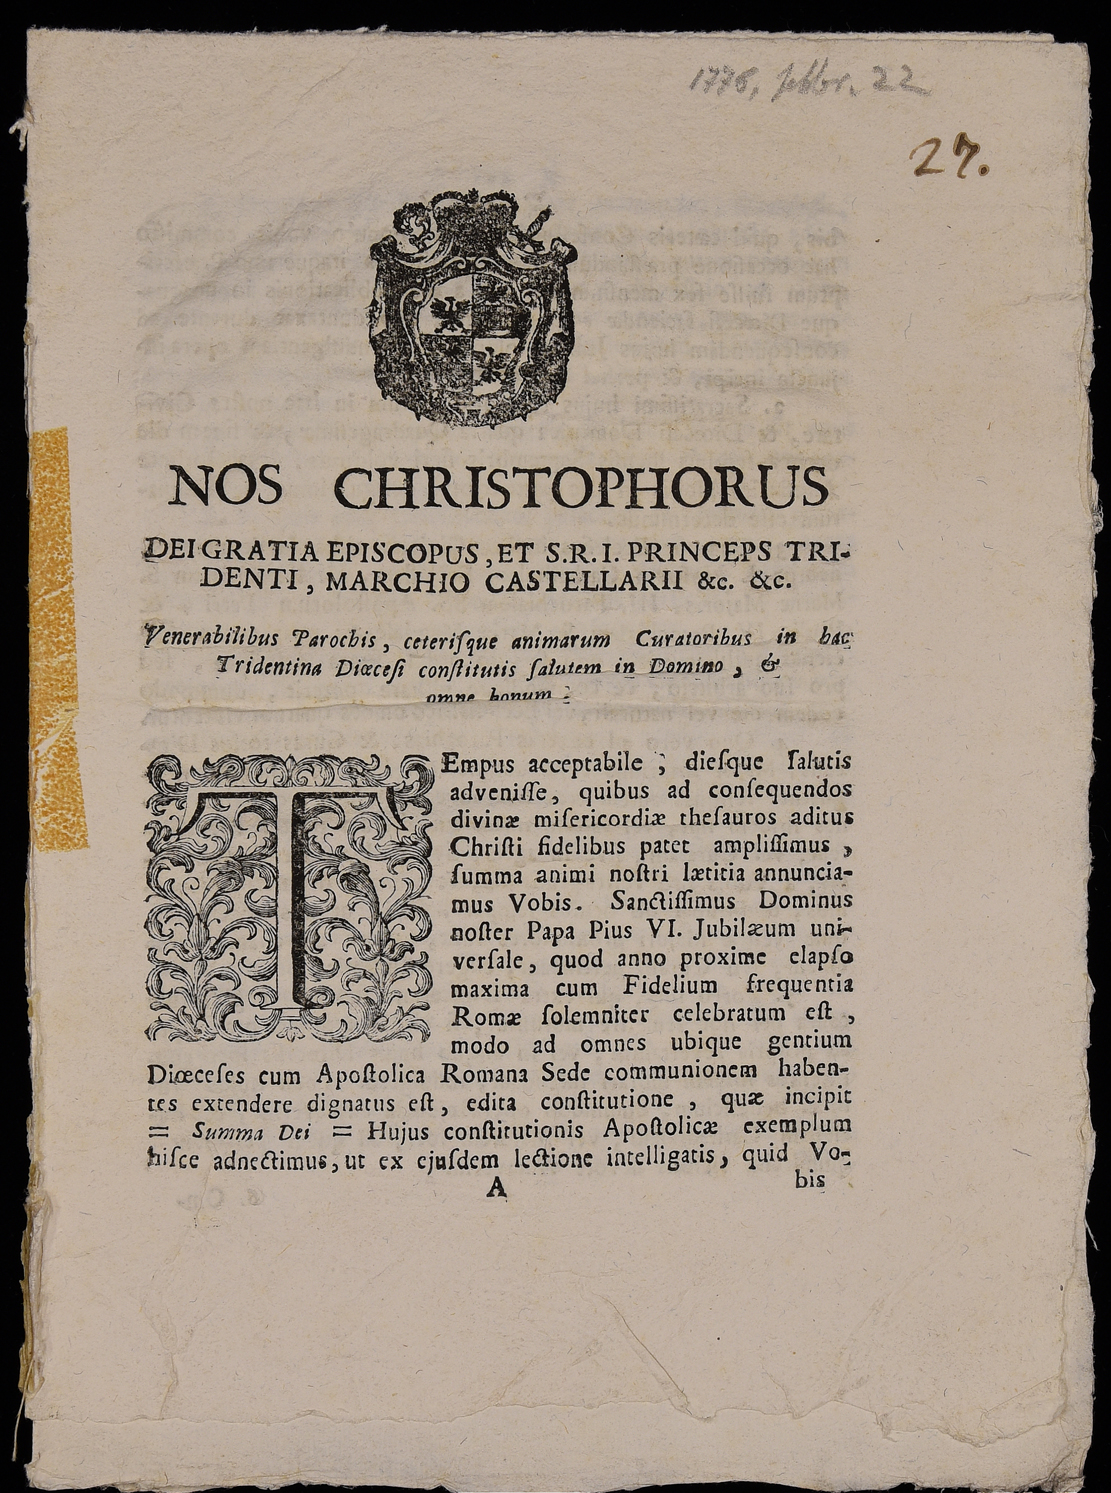 1776, febbr. 22
27.
NOS CHRISTOPHORUS
DEI GRATIA EPISCOPUS, ET S.R.I. PRINCEPS TRI-
DENTI, MARCHIO CASTELLARII &c. &c.
Venerabilibus Parochis, ceteriſque animarum Curatoribus in hac
Tridentina Diœceſi conſtitutis ſalutem in Domino, &
omne bonum.
TEmpus acceptabile; dieſque ſalutis
adveniſſe, quibus ad conſequendos
divinæ miſericordiæ theſauros aditus
Chriſti fidelibus patet ampliſſimus,
ſumma animi noſtri lætitia annuncia-
mus Vobis. Sanctiſſimus Dominus
noſter Papa Pius VI. Jubilæum uni-
verſale, quod anno proxime elapſo
maxima cum Fidelium frequentia
Romæ ſolemniter celebratum eſt,
modo ad omnes ubique gentium
Diœceſes cum Apoſtolica Romana Sede communionem haben-
tes extendere dignatus eſt, edita conſtitutione, quæ incipit
= Summa Dei = Hujus conſtitutionis Apoſtolicæ exemplum
hiſce adnectimus, ut ex ejuſdem lectione intelligatis, quid Vo-
A bis